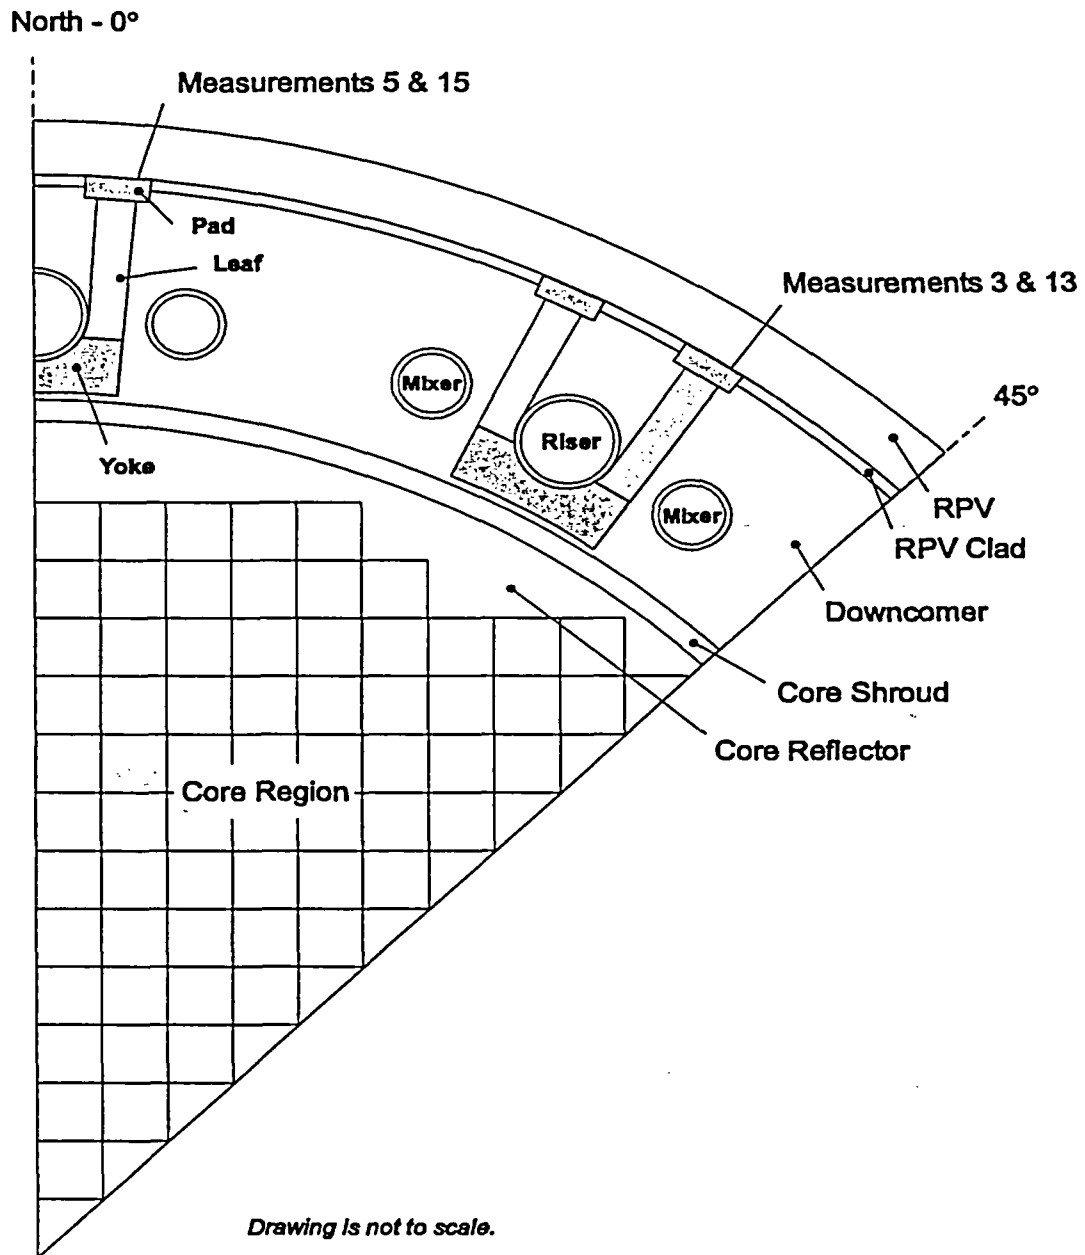 North - 0°
Measurements 5 & 15
Pad
Leaf
Measurements 3 & 13
Mixer
45°
Riser
Yoke
Mixer
RPV
RPV Clad
Downcomer
Core Shroud
Core Reflector
Core Region
Drawing is not to scale.